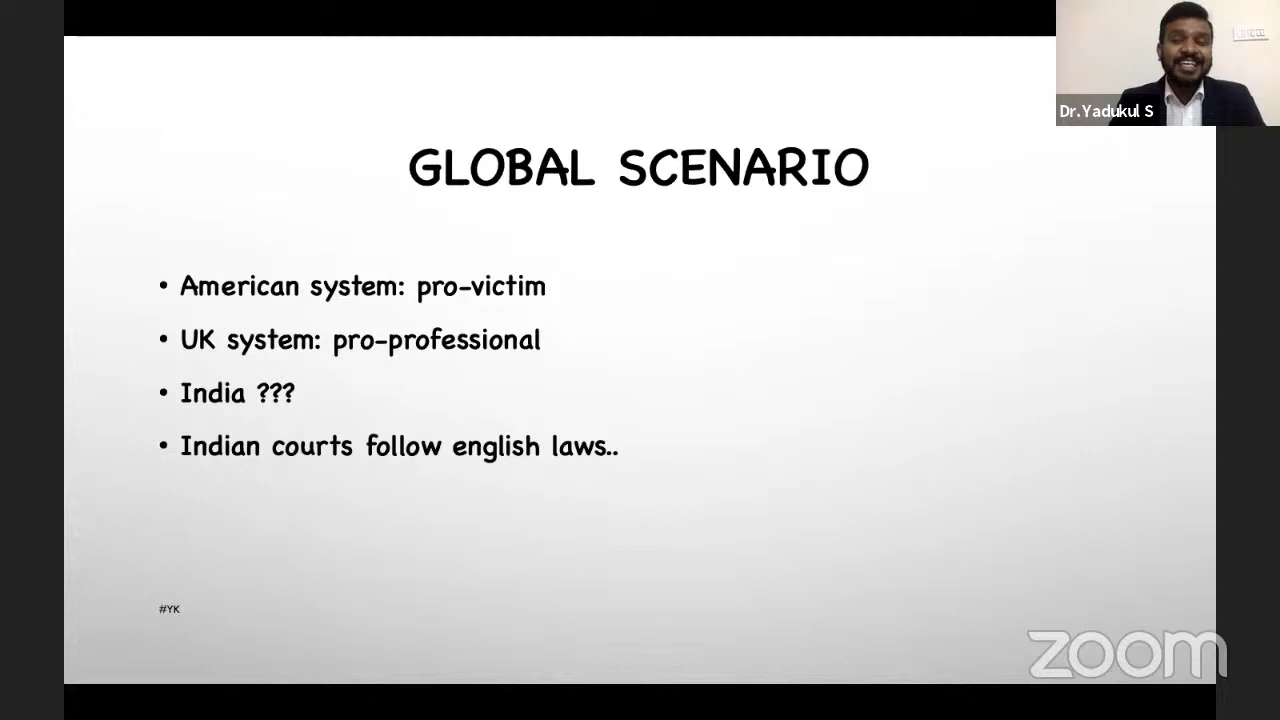 Dr.Yadukul S
GLOBAL SCENARIO
• American system: pro-victim
• UK system: pro-professional
• India ???
• Indian courts follow english laws..
#YK
zoom